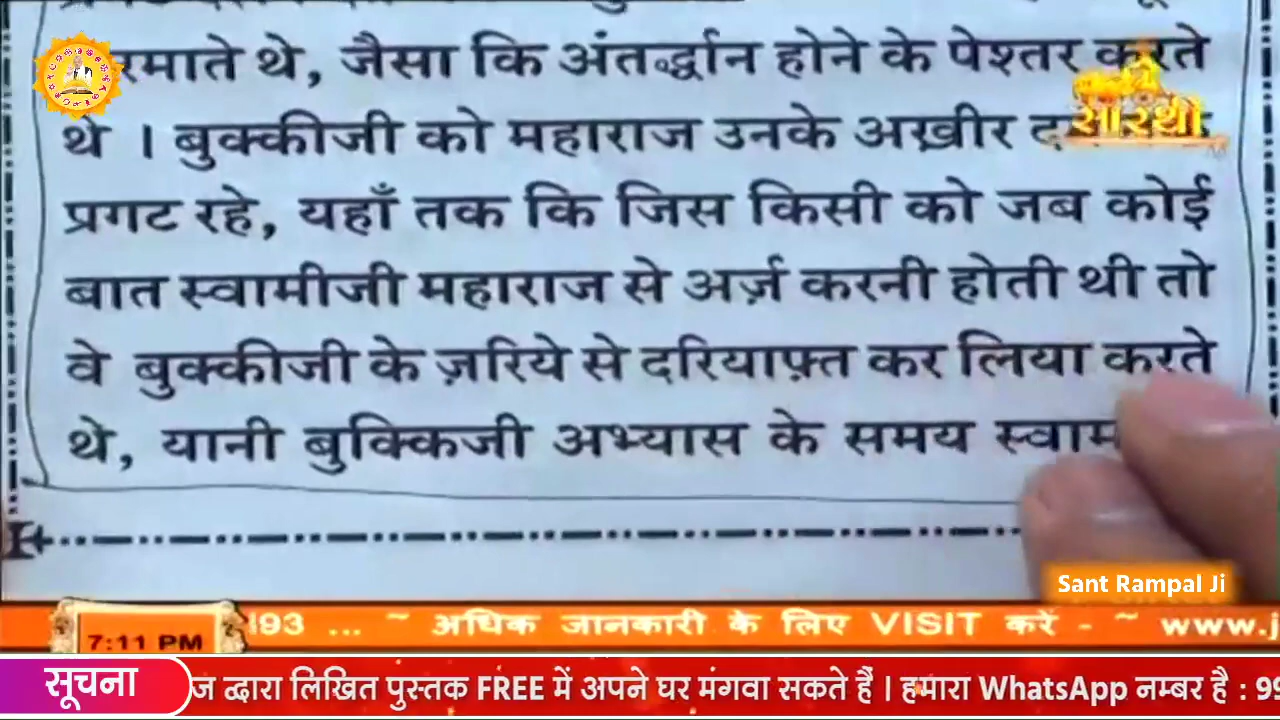 रमाते थे, जैसा कि अंतर्द्धान होने के पेश्तर करते
थे । बुक्कीजी को महाराज उनके अख़ीर
प्रगट रहे, यहाँ तक कि जिस किसी को जब कोई
बात स्वामीजी महाराज से अर्ज़ करनी होती थी तो
वे बुक्कीजी के ज़रिये से दरियाफ़्त कर लिया करते
थे, यानी बुक्किजी अभ्यास के समय स्वाम
सारथी
Sant Rampal Ji
7:11 PM
493 ... ~ अधिक जानकारी के लिए VISIT करें - ~ www.j
सूचना
ज द्वारा लिखित पुस्तक FREE में अपने घर मंगवा सकते हैं । हमारा WhatsApp नम्बर है : 99